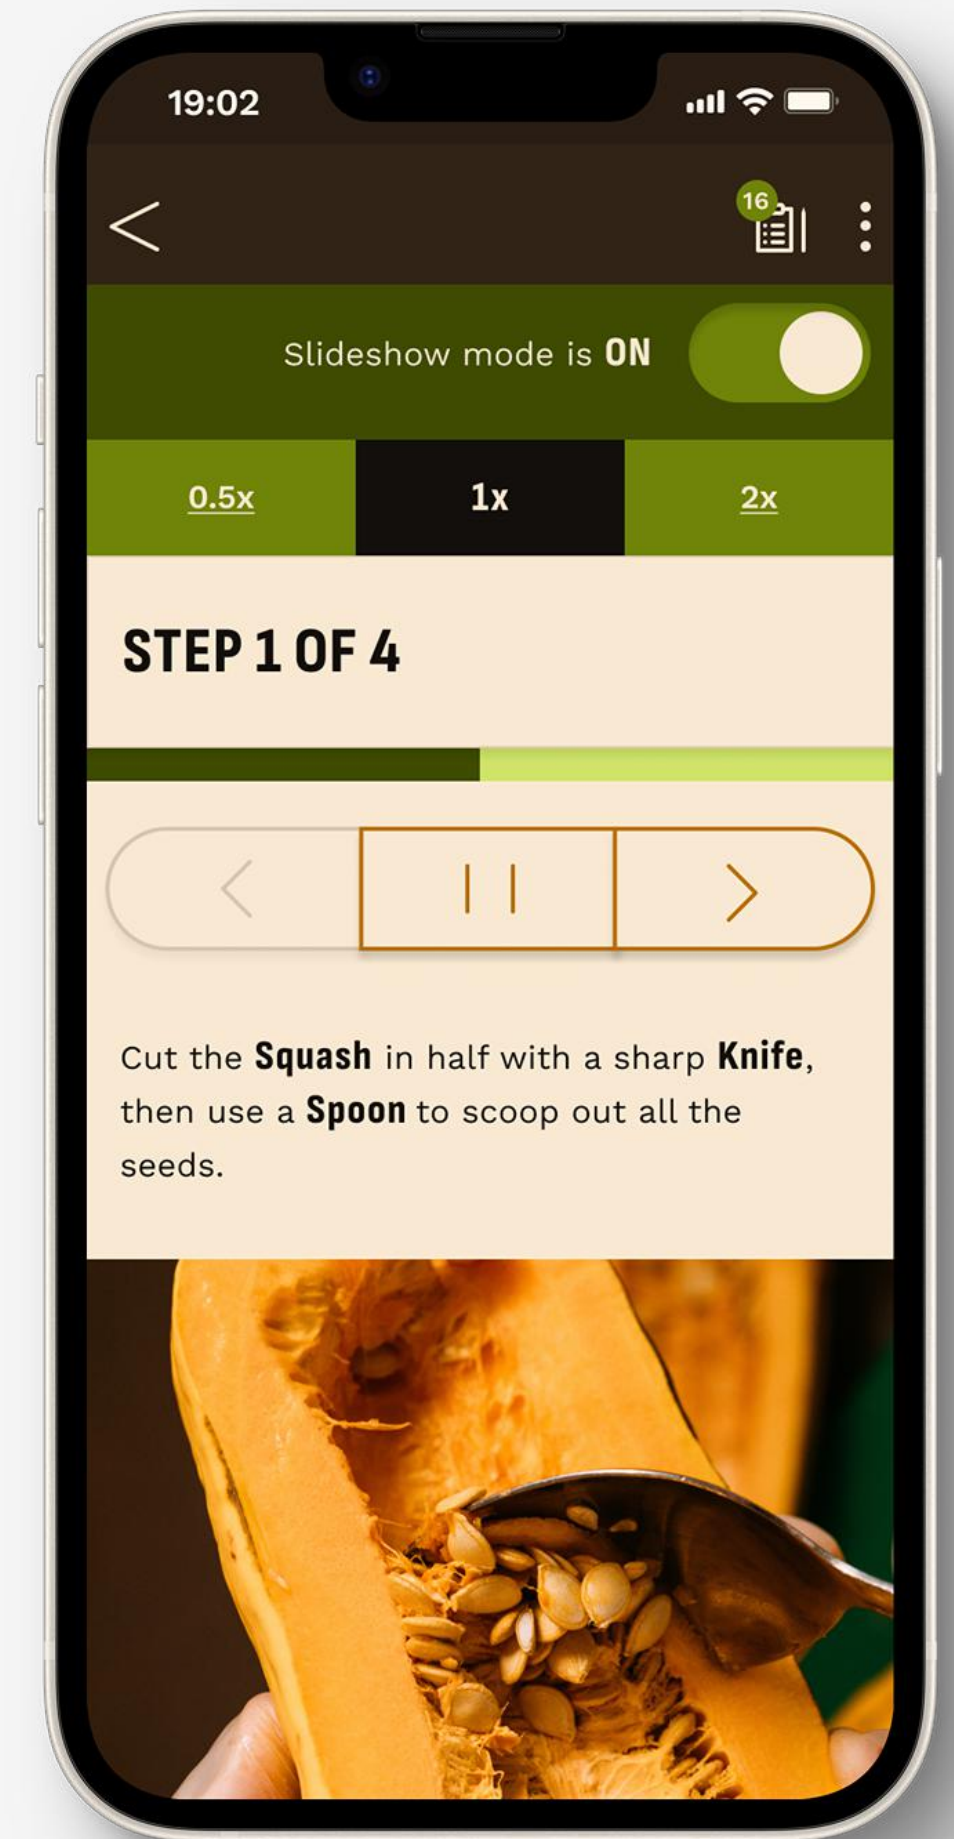 19:02
16
Slideshow mode is ON
0.5x
1x
2x
STEP 1 OF 4
Cut the Squash in half with a sharp Knife,
then use a Spoon to scoop out all the
seeds.